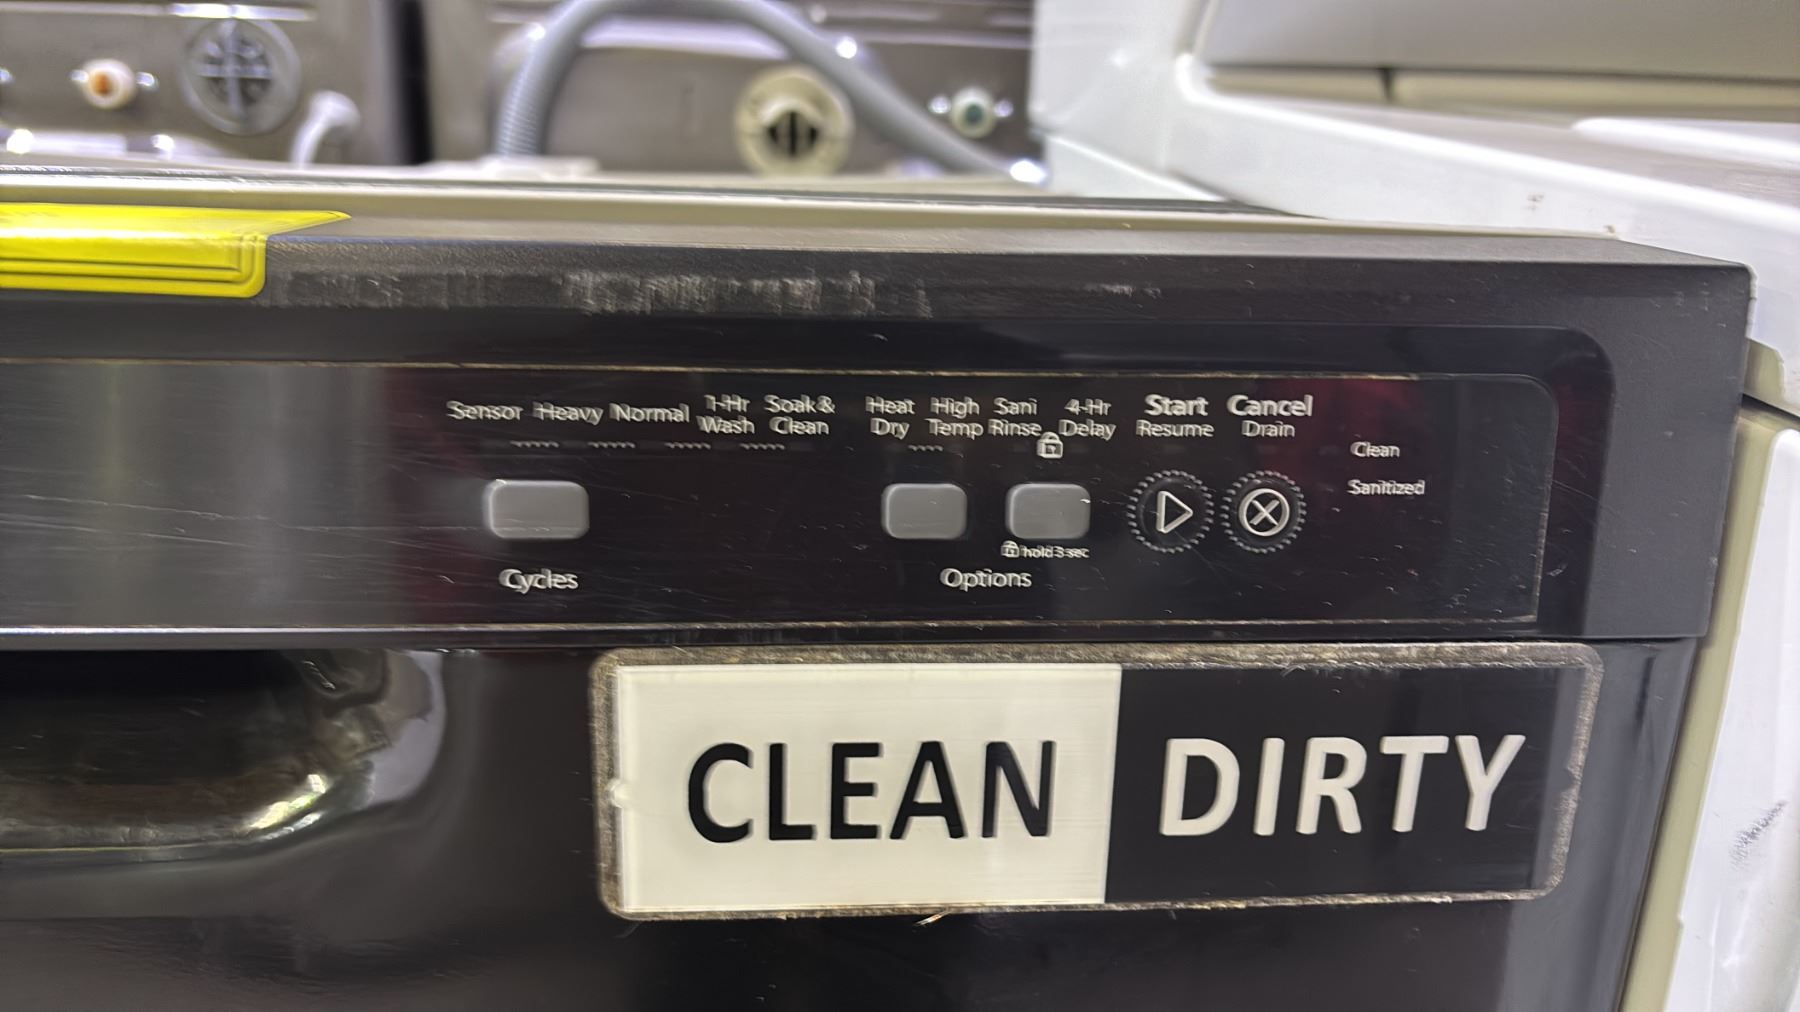 Sensor Heavy Normal 1-Hr Wash Soak & Clean
Heat Dry High Temp Sani Rinse 4-Hr Delay
Start Resume
Cancel Drain
Clean
Sanitized
hold 3 sec
Cycles
Options
CLEAN DIRTY